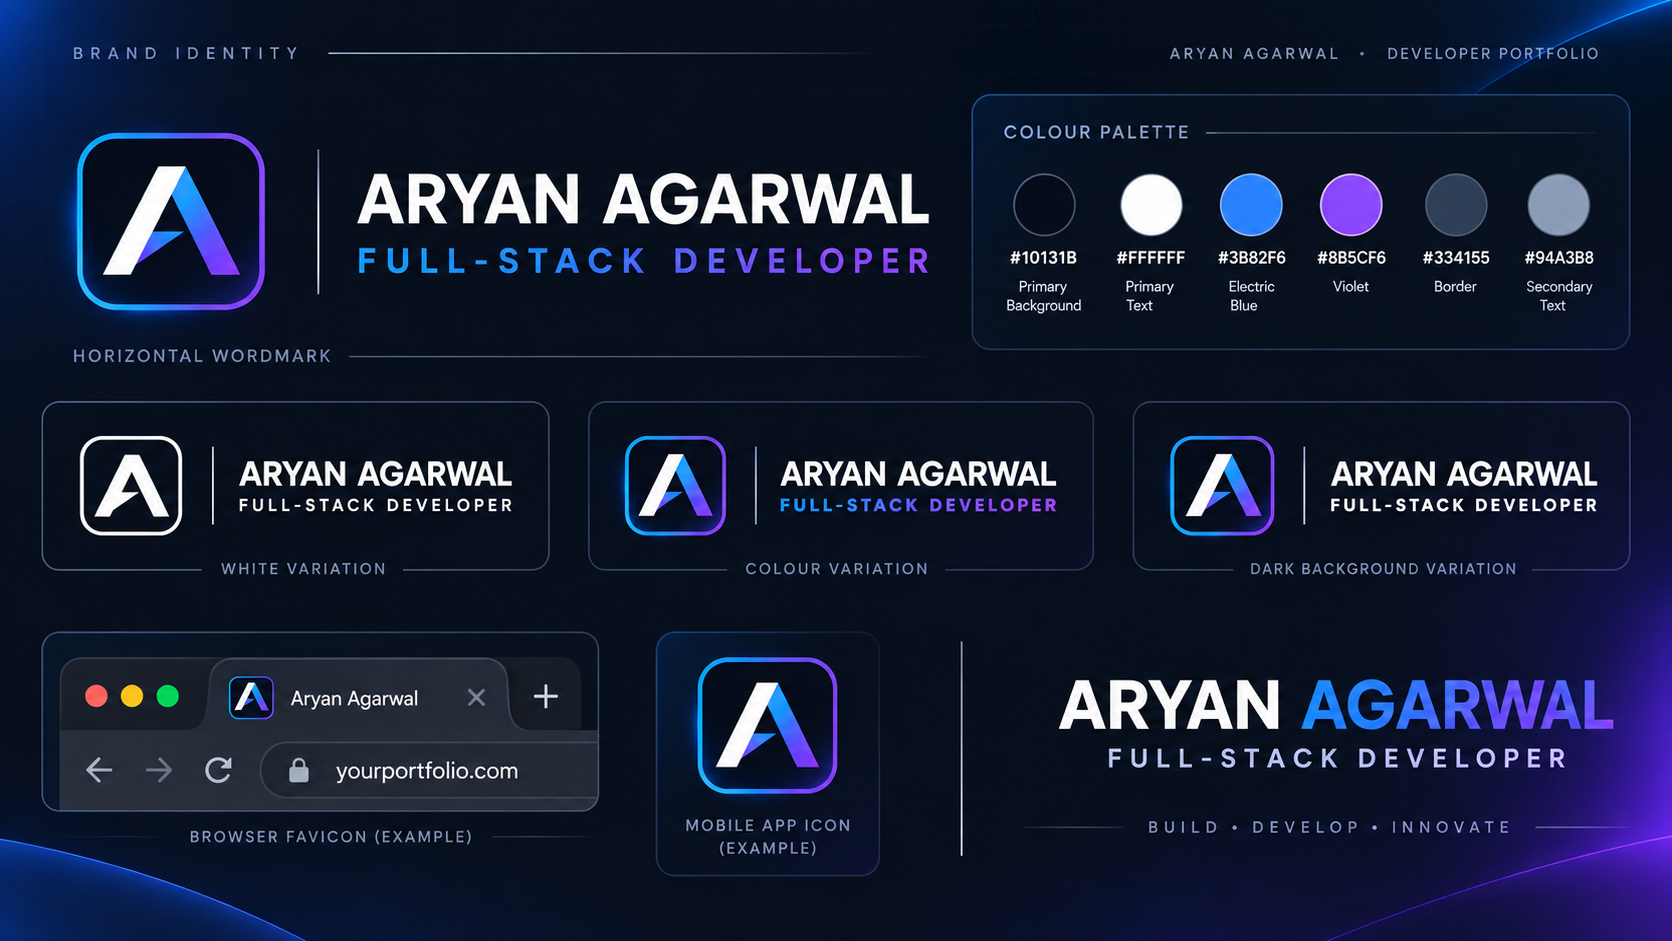 BRAND IDENTITY
ARYAN AGARWAL • DEVELOPER PORTFOLIO
ARYAN AGARWAL
FULL-STACK DEVELOPER
COLOUR PALETTE
#10131B #FFFFFF #3B82F6 #8B5CF6 #334155 #94A3B8
Primary Primary Electric Violet Border Secondary
Background Text Blue Text
HORIZONTAL WORDMARK
ARYAN AGARWAL
FULL-STACK DEVELOPER
WHITE VARIATION
ARYAN AGARWAL
FULL-STACK DEVELOPER
COLOUR VARIATION
ARYAN AGARWAL
FULL-STACK DEVELOPER
DARK BACKGROUND VARIATION
Aryan Agarwal
yourportfolio.com
BROWSER FAVICON (EXAMPLE)
MOBILE APP ICON
(EXAMPLE)
ARYAN AGARWAL
FULL-STACK DEVELOPER
BUILD • DEVELOP • INNOVATE